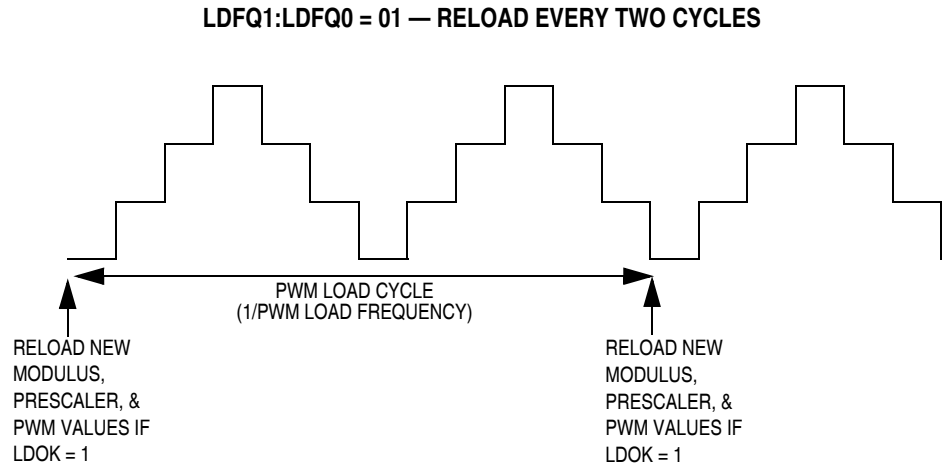 LDFQ1:LDFQ0 = 01 — RELOAD EVERY TWO CYCLES
PWM LOAD CYCLE
(1/PWM LOAD FREQUENCY)
RELOAD NEW
MODULUS,
PRESCALER, &
PWM VALUES IF
LDOK = 1
RELOAD NEW
MODULUS,
PRESCALER, &
PWM VALUES IF
LDOK = 1